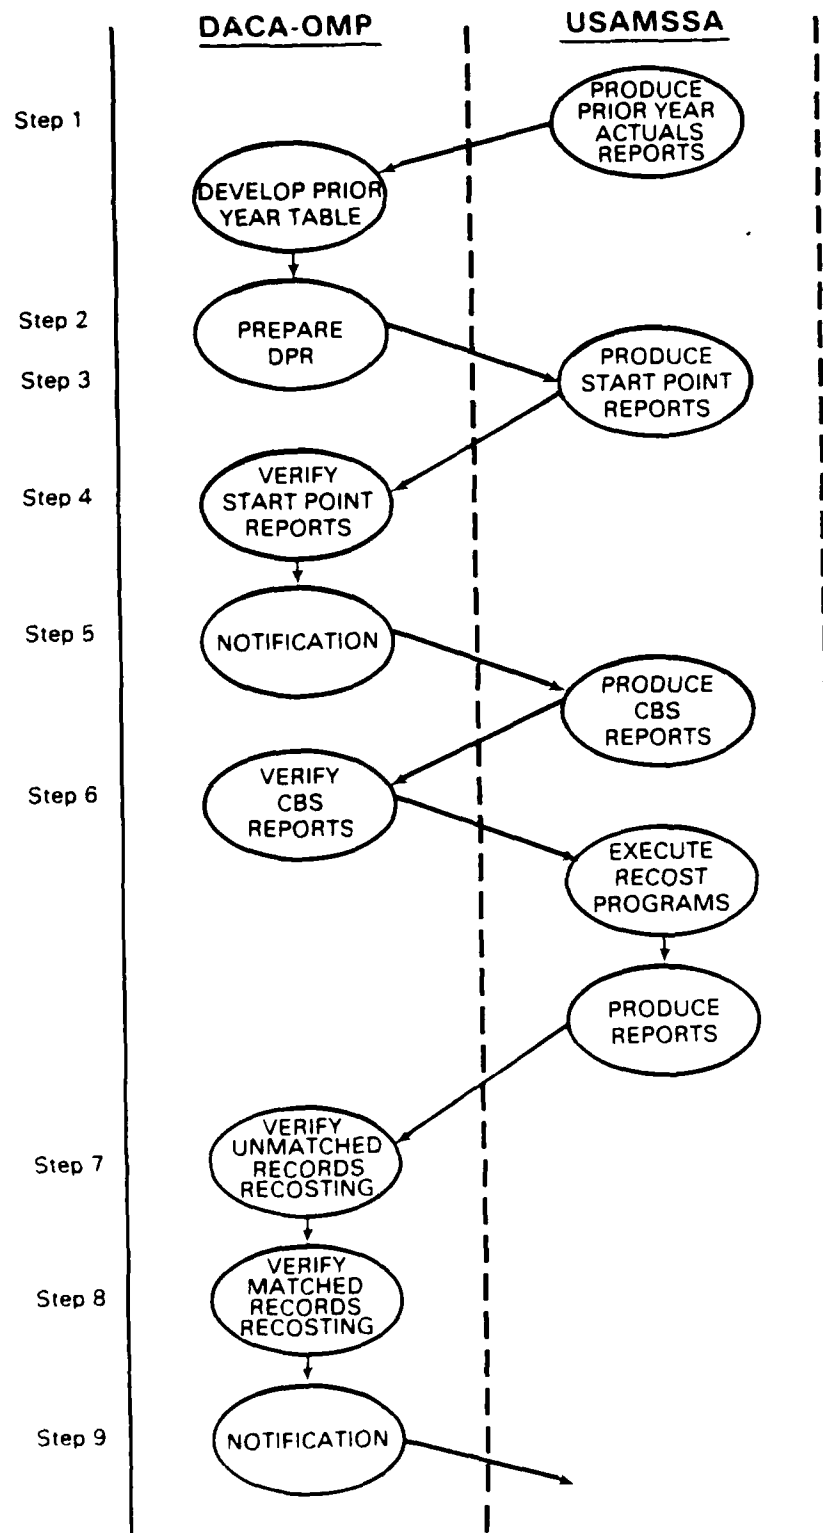 DACA-OMP
USAMSSA
Step 1
PRODUCE
PRIOR YEAR
ACTUALS
REPORTS
DEVELOP PRIOR
YEAR TABLE
Step 2
PREPARE
DPR
Step 3
PRODUCE
START POINT
REPORTS
Step 4
VERIFY
START POINT
REPORTS
Step 5
NOTIFICATION
PRODUCE
CBS
REPORTS
Step 6
VERIFY
CBS
REPORTS
EXECUTE
RECOST
PROGRAMS
PRODUCE
REPORTS
Step 7
VERIFY
UNMATCHED
RECORDS
RECOSTING
Step 8
VERIFY
MATCHED
RECORDS
RECOSTING
Step 9
NOTIFICATION